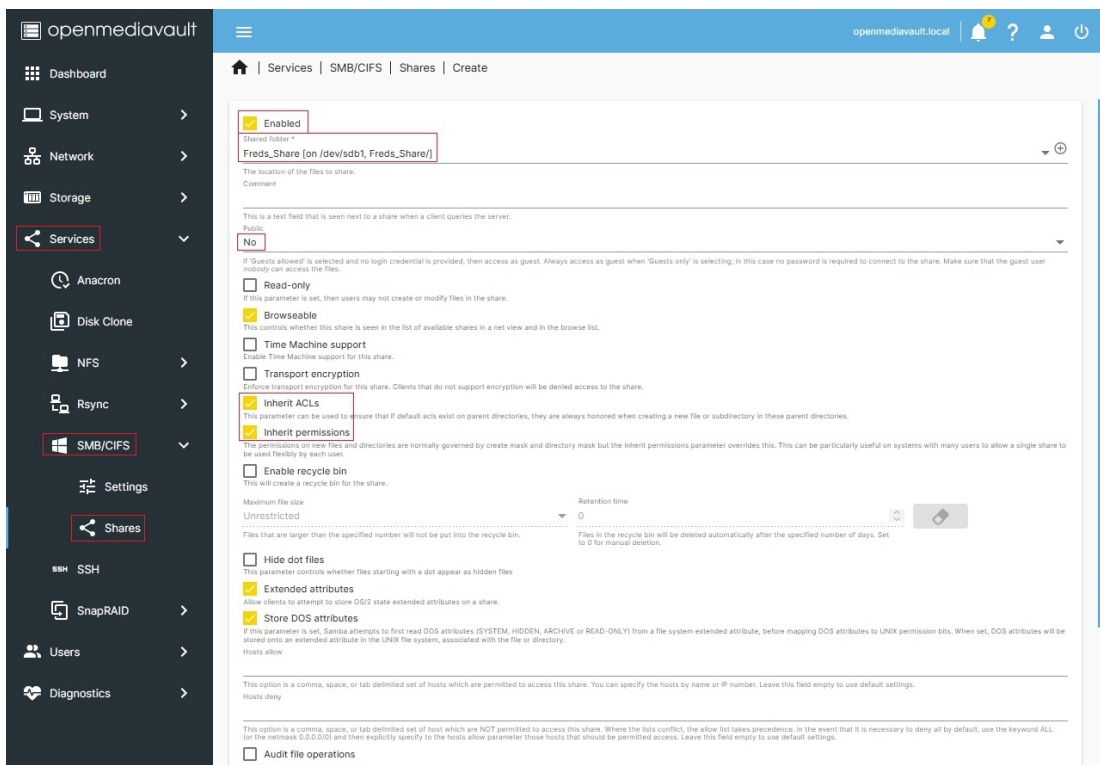 openmediavault
openmediavault.local
7
?
Dashboard
System
Network
Storage
Services
Anacron
Disk Clone
NFS
Rsync
SMB/CIFS
Settings
Shares
SSH SSH
SnapRAID
Users
Diagnostics
| Services | SMB/CIFS | Shares | Create
Enabled
Shared folder *
Freds_Share [on /dev/sdb1, Freds_Share/]
The location of the files to share.
Comment
This is a text field that is seen next to a share when a client queries the server.
Public
No
If 'Guests allowed' is selected and no login credential is provided, then access as guest. Always access as guest when 'Guests only' is selecting; in this case no password is required to connect to the share. Make sure that the guest user
nobody can access the files.
Read-only
If this parameter is set, then users may not create or modify files in the share.
Browseable
This controls whether this share is seen in the list of available shares in a net view and in the browse list.
Time Machine support
Enable Time Machine support for this share.
Transport encryption
Enforce transport encryption for this share. Clients that do not support encryption will be denied access to the share.
Inherit ACLs
This parameter can be used to ensure that if default acls exist on parent directories, they are always honored when creating a new file or subdirectory in these parent directories.
Inherit permissions
The permissions on new files and directories are normally governed by create mask and directory mask but the inherit permissions parameter overrides this. This can be particularly useful on systems with many users to allow a single share to
be used flexibly by each user.
Enable recycle bin
This will create a recycle bin for the share.
Maximum file size
Unrestricted
Files that are larger than the specified number will not be put into the recycle bin.
Retention time
0
Files in the recycle bin will be deleted automatically after the specified number of days. Set
to 0 for manual deletion.
Hide dot files
This parameter controls whether files starting with a dot appear as hidden files
Extended attributes
Allow clients to attempt to store OS/2 state extended attributes on a share.
Store DOS attributes
If this parameter is set, Samba attempts to first read DOS attributes (SYSTEM, HIDDEN, ARCHIVE or READ-ONLY) from a file system extended attribute, before mapping DOS attributes to UNIX permission bits. When set, DOS attributes will be
stored onto an extended attribute in the UNIX file system, associated with the file or directory.
Hosts allow
This option is a comma, space, or tab delimited set of hosts which are permitted to access this share. You can specify the hosts by name or IP number. Leave this field empty to use default settings.
Hosts deny
This option is a comma, space, or tab delimited set of host which are NOT permitted to access this share. Where the lists conflict, the allow list takes precedence. In the event that it is necessary to deny all by default, use the keyword ALL
(or the netmask 0.0.0.0/0) and then explicitly specify to the hosts allow parameter those hosts that should be permitted access. Leave this field empty to use default settings.
Audit file operations